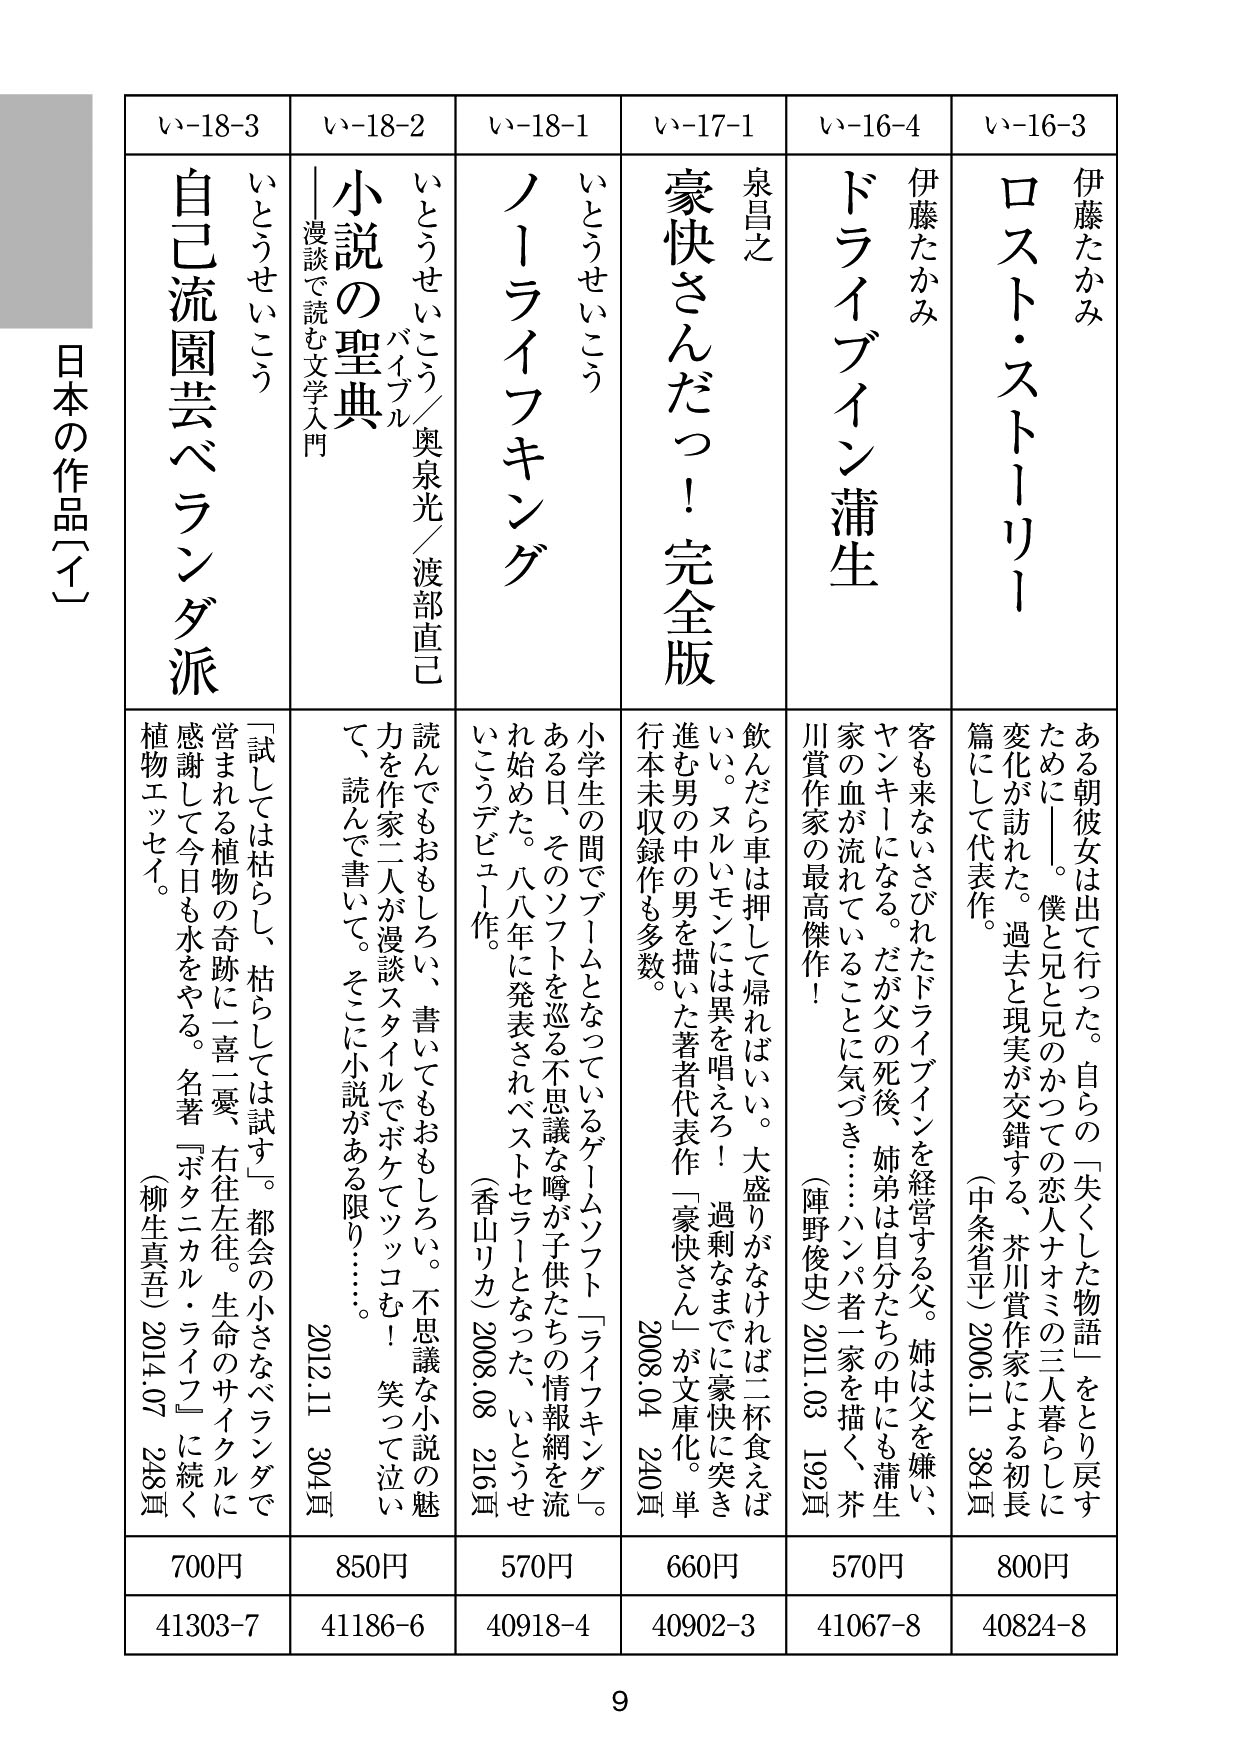 い-16-3
伊藤たかみ
ロスト・ストーリー
ある朝彼女は出て行った。自らの「失くした物語」をとり戻す
ために――。僕と兄と兄のかつての恋人ナオミの三人暮らしに
変化が訪れた。過去と現実が交錯する、芥川賞作家による初長
篇にして代表作。
（中条省平）2006.11 384頁
800円
40824-8
い-16-4
伊藤たかみ
ドライブイン蒲生
客も来ないさびれたドライブインを経営する父。姉は父を嫌い、
ヤンキーになる。だが父の死後、姉弟は自分たちの中にも蒲生
家の血が流れていることに気づき……ハンパ者一家を描く、芥
川賞作家の最高傑作！
（陣野俊史）2011.03 192頁
570円
41067-8
い-17-1
泉昌之
豪快さんだっ！ 完全版
飲んだら車は押して帰ればいい。大盛りがなければ二杯食えば
いい。ヌルいモンには異を唱えろ！ 過剰なまでに豪快に突き
進む男の中の男を描いた著者代表作「豪快さん」が文庫化。単
行本未収録作も多数。
2008.04 240頁
660円
40902-3
い-18-1
いとうせいこう
ノーライフキング
小学生の間でブームとなっているゲームソフト「ライフキング」。
ある日、そのソフトを巡る不思議な噂が子供たちの情報網を流
れ始めた。八八年に発表されベストセラーとなった、いとうせ
いこうデビュー作。
（香山リカ）2008.08 216頁
570円
40918-4
い-18-2
いとうせいこう／奥泉光／渡部直己
バイブル
小説の聖典
――漫談で読む文学入門
読んでもおもしろい、書いてもおもしろい。不思議な小説の魅
力を作家二人が漫談スタイルでボケてツッコむ！ 笑って泣い
て、読んで書いて。そこに小説がある限り……。
2012.11 304頁
850円
41186-6
い-18-3
いとうせいこう
自己流園芸ベランダ派
「試しては枯らし、枯らしては試す」。都会の小さなベランダで
営まれる植物の奇跡に一喜一憂、右往左往。生命のサイクルに
感謝して今日も水をやる。名著『ボタニカル・ライフ』に続く
植物エッセイ。
（柳生真吾）2014.07 248頁
700円
41303-7
日本の作品〔イ〕
9